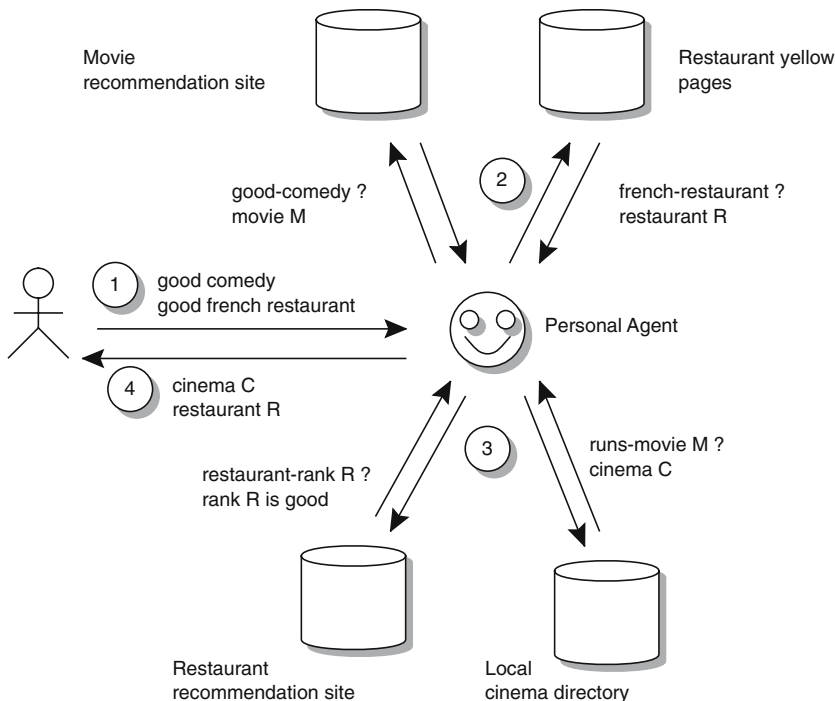 Movie
recommendation site
Restaurant yellow
pages
good-comedy ?
movie M
2
french-restaurant ?
restaurant R
1
good comedy
good french restaurant
Personal Agent
4
cinema C
restaurant R
3
restaurant-rank R ?
rank R is good
runs-movie M ?
cinema C
Restaurant
recommendation site
Local
cinema directory